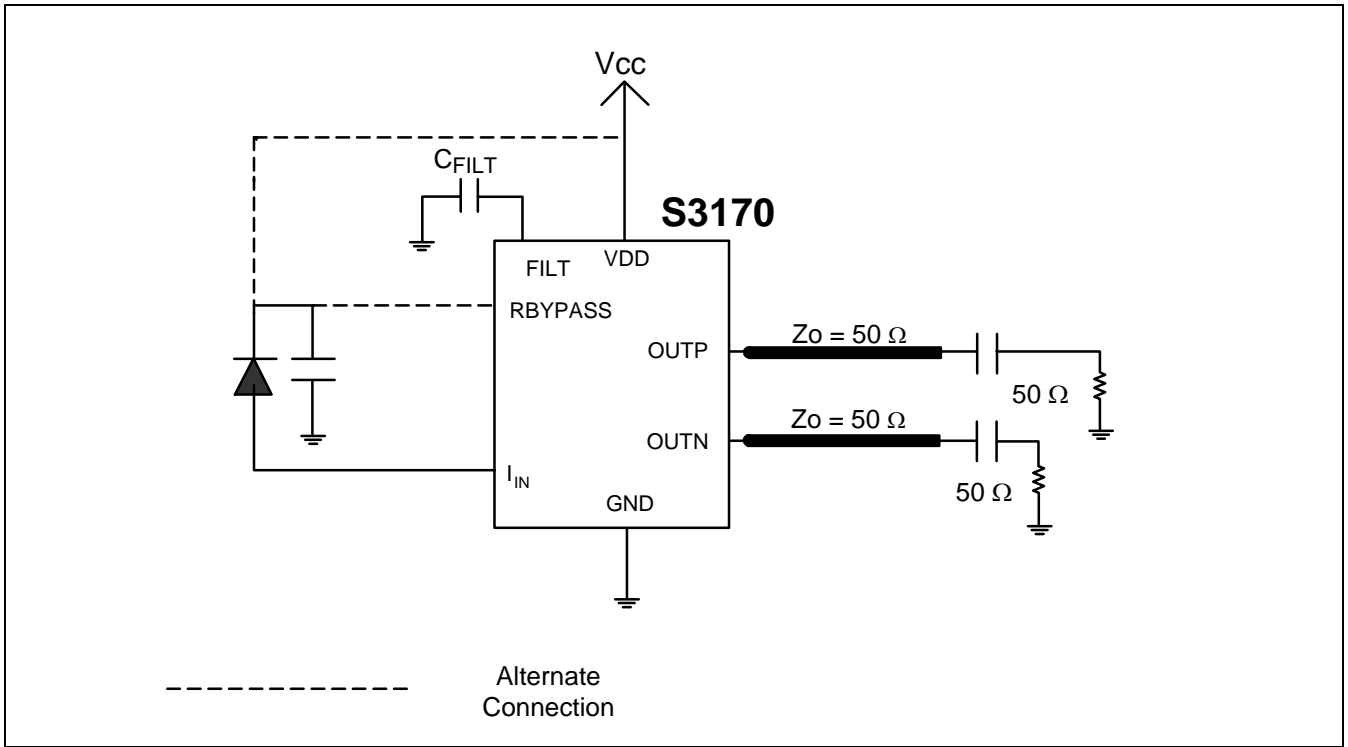 Vcc
CFILT
S3170
FILT
VDD
RBYPASS
OUTP
Zo = 50 Ω
50 Ω
OUTN
Zo = 50 Ω
50 Ω
IIN
GND
Alternate
Connection